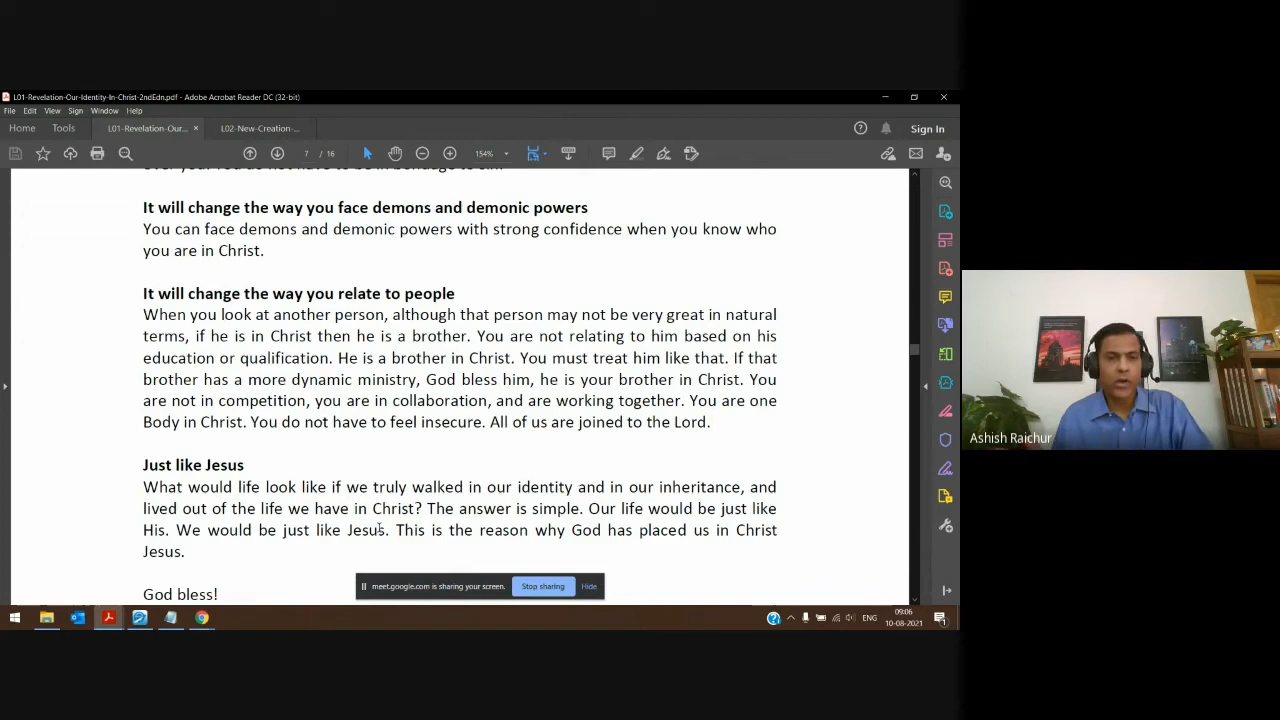 L01-Revelation-Our-Identity-In-Christ-2ndEdn.pdf - Adobe Acrobat Reader DC (32-bit)
File Edit View Sign Window Help
Home Tools L01-Revelation-Our... × L02-New-Creation-... Sign In
7 / 16 154%
It will change the way you face demons and demonic powers
You can face demons and demonic powers with strong confidence when you know who
you are in Christ.
It will change the way you relate to people
When you look at another person, although that person may not be very great in natural
terms, if he is in Christ then he is a brother. You are not relating to him based on his
education or qualification. He is a brother in Christ. You must treat him like that. If that
brother has a more dynamic ministry, God bless him, he is your brother in Christ. You
are not in competition, you are in collaboration, and are working together. You are one
Body in Christ. You do not have to feel insecure. All of us are joined to the Lord.
Just like Jesus
What would life look like if we truly walked in our identity and in our inheritance, and
lived out of the life we have in Christ? The answer is simple. Our life would be just like
His. We would be just like Jesus. This is the reason why God has placed us in Christ
Jesus.
God bless!
meet.google.com is sharing your screen. Stop sharing Hide
ENG 09:06
10-08-2021
Ashish Raichur